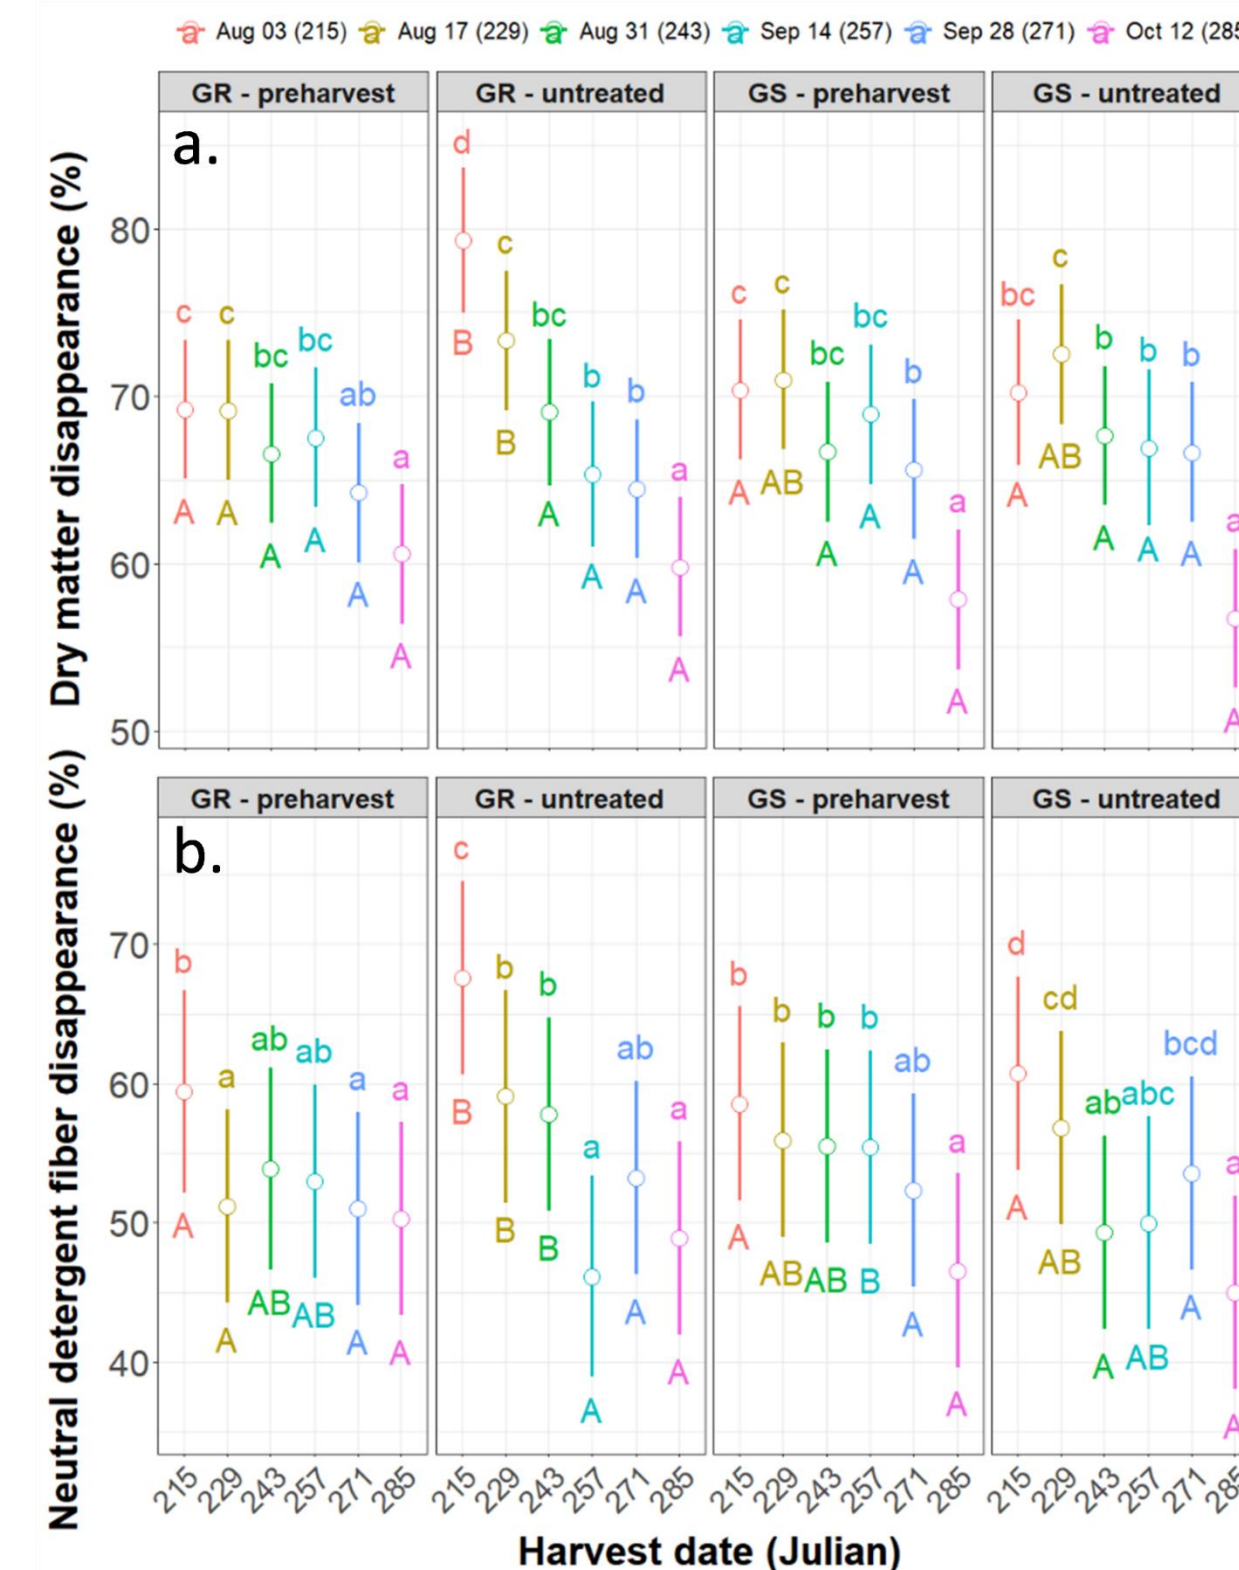 a Aug 03 (215) a Aug 17 (229) a Aug 31 (243) a Sep 14 (257) a Sep 28 (271) a Oct 12 (285
GR - preharvest GR - untreated GS - preharvest GS - untreated
a.
Dry matter disappearance (%)
80
70
60
50
c c bc bc ab a
A A A A A A
d c bc b b a
B B A A A A
c c bc bc b a
A AB A A A A
bc c b b b a
A AB A A A A
GR - preharvest GR - untreated GS - preharvest GS - untreated
b.
Neutral detergent fiber disappearance (%)
70
60
50
40
b a ab ab a a
A A AB AB A A
c b b a ab a
B B B A A A
b b b b ab a
A AB AB B A A
d cd ab abc bcd a
A AB A AB A A
215 229 243 257 271 285 215 229 243 257 271 285 215 229 243 257 271 285 215 229 243 257 271 285
Harvest date (Julian)